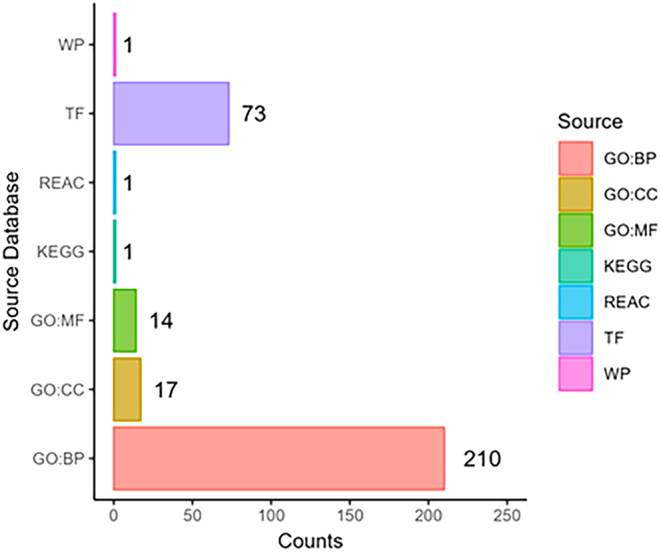 Source Database
WP 1
TF 73
REAC 1
KEGG 1
GO:MF 14
GO:CC 17
GO:BP 210
0 50 100 150 200 250
Counts
Source
GO:BP
GO:CC
GO:MF
KEGG
REAC
TF
WP